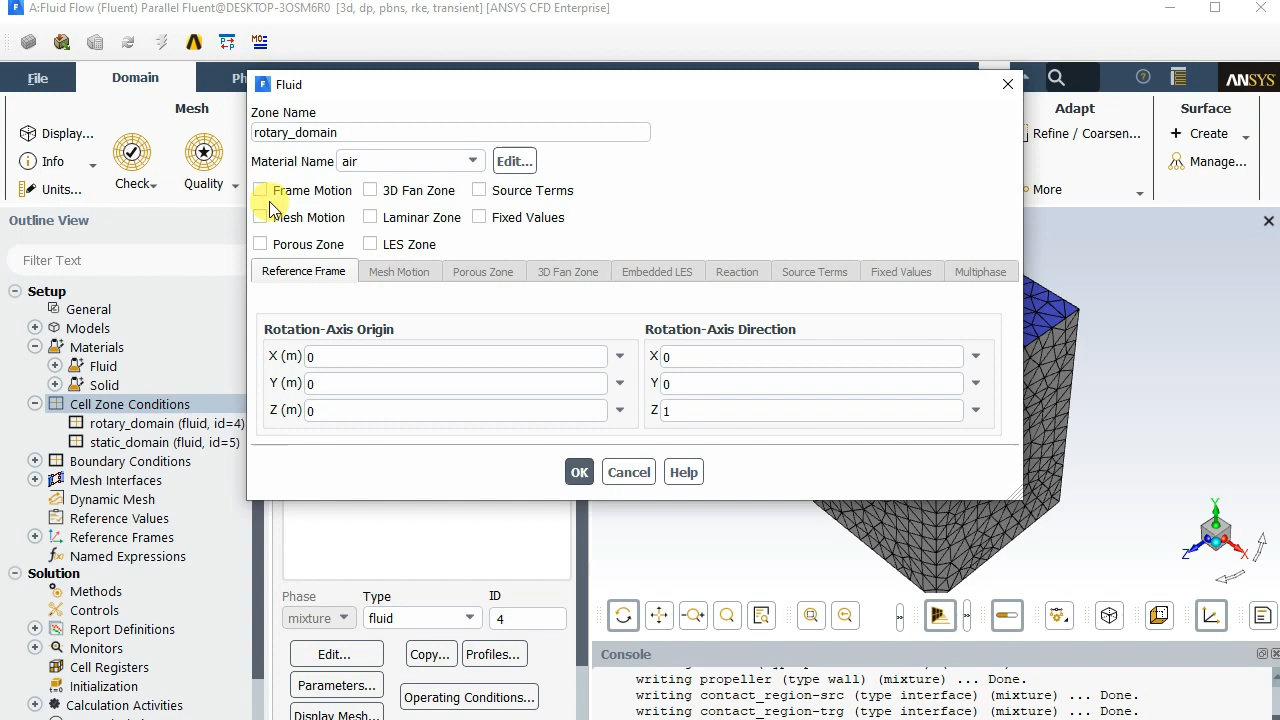 A:Fluid Flow (Fluent) Parallel Fluent@DESKTOP-3OSM6R0 [3d, dp, pbns, rke, transient] [ANSYS CFD Enterprise]
File
Domain
Ph
ANSYS
Mesh
Display...
Info
Units...
Check
Quality
Adapt
Refine / Coarsen...
More
Surface
Create
Manage...
Fluid
Zone Name
rotary_domain
Material Name air
Edit...
Frame Motion
3D Fan Zone
Source Terms
Mesh Motion
Laminar Zone
Fixed Values
Porous Zone
LES Zone
Reference Frame
Mesh Motion
Porous Zone
3D Fan Zone
Embedded LES
Reaction
Source Terms
Fixed Values
Multiphase
Rotation-Axis Origin
X (m) 0
Y (m) 0
Z (m) 0
Rotation-Axis Direction
X 0
Y 0
Z 1
OK
Cancel
Help
Outline View
Filter Text
Setup
General
Models
Materials
Fluid
Solid
Cell Zone Conditions
rotary_domain (fluid, id=4)
static_domain (fluid, id=5)
Boundary Conditions
Mesh Interfaces
Dynamic Mesh
Reference Values
Reference Frames
Named Expressions
Solution
Methods
Controls
Report Definitions
Monitors
Cell Registers
Initialization
Calculation Activities
Phase
Type
ID
mixture
fluid
4
Edit...
Copy...
Profiles...
Parameters...
Operating Conditions...
Display Mesh...
Y
Z
X
Console
writing propeller (type wall) (mixture) ... Done.
writing contact_region-src (type interface) (mixture) ... Done.
writing contact_region-trg (type interface) (mixture) ... Done.